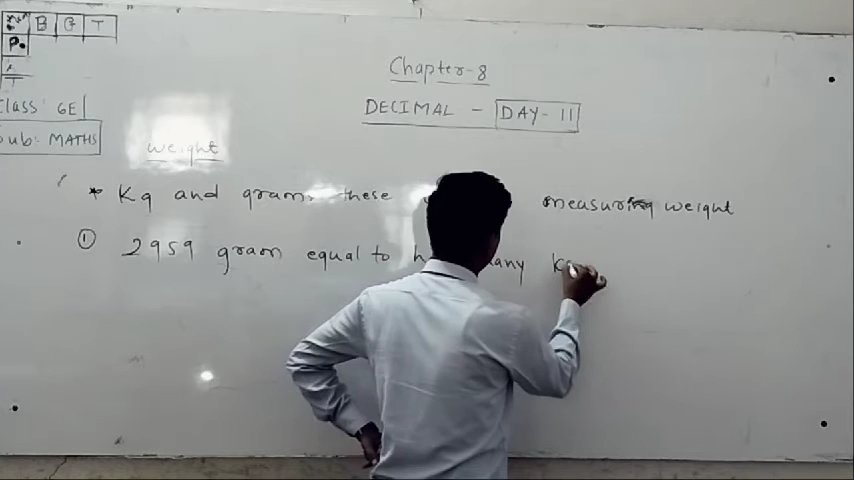 B G T
P.
Chapter-8
DECIMAL - DAY-11
Class: 6E
Sub: MATHS
weight
* Kg and grams these measuring weight
① 2959 gram equal to many